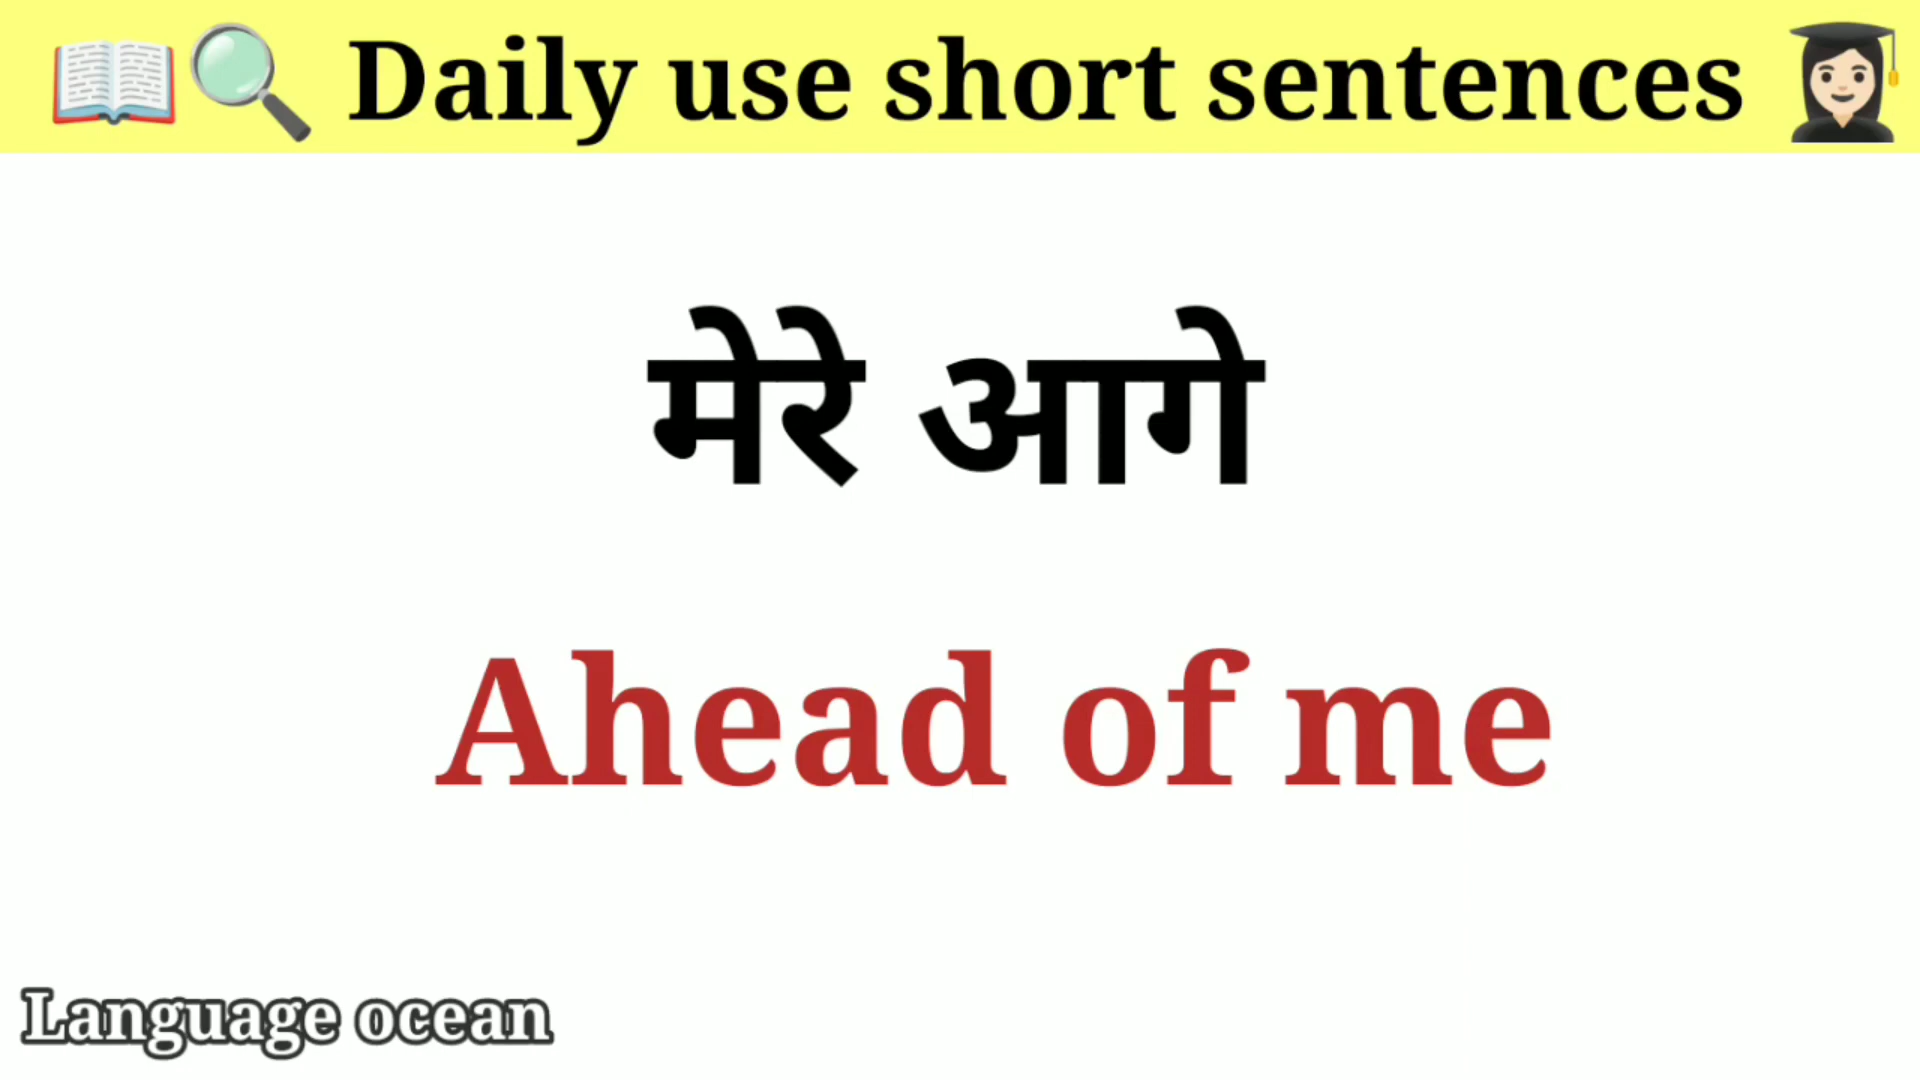 Daily use short sentences
मेरे आगे
Ahead of me
Language ocean